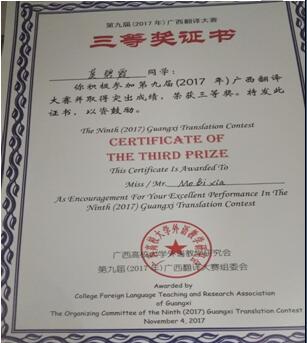 第九届(2017年)广西翻译大赛
三等奖证书
同学:
你积极参加第九届(2017 年)广西翻译
大赛并取得突出成绩，荣获三等奖。特发此
证书，以资鼓励。
The Ninth (2017) Guangxi Translation Contest
CERTIFICATE OF
THE THIRD PRIZE
This Certificate Is Awarded To
Miss / Mr. Mo bi xia
As Encouragement For Your Excellent Performance In The
Ninth (2017) Guangxi Translation Contest
广西高校大学外语教学研究会
第九届(2017年)广西翻译大赛组委会
Awarded by
College Foreign Language Teaching and Research Association
of Guangxi
The Organizing Committee of the Ninth (2017) Guangxi Translation Contest
November 4, 2017